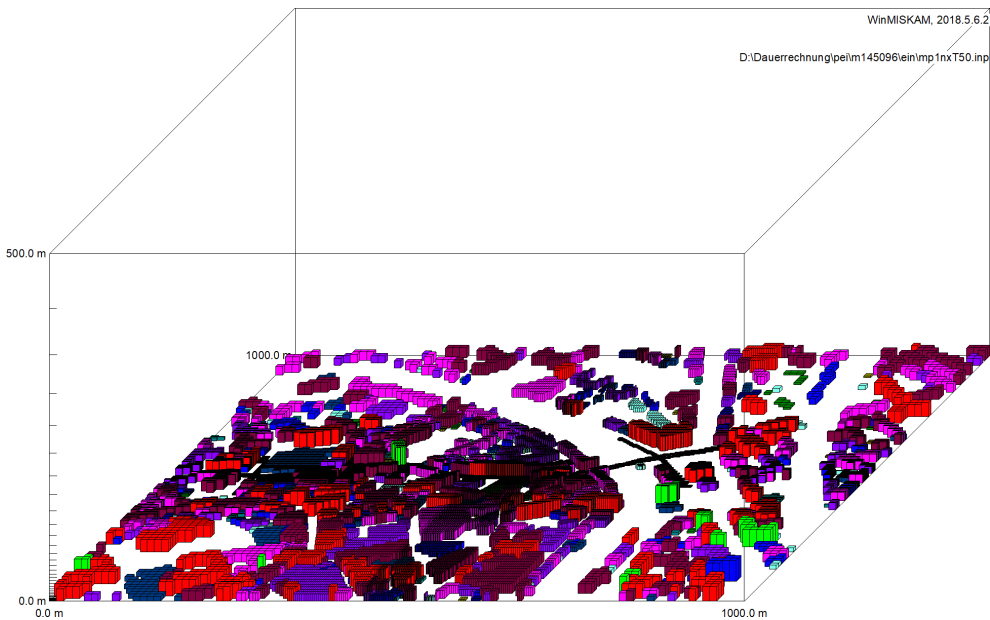 WinMISKAM, 2018.5.6.2
D:\Dauerrechnung\pei\m145096\ein\mp1nxT50.inp
500.0 m
1000.0 m
0.0 m
0.0 m
1000.0 m